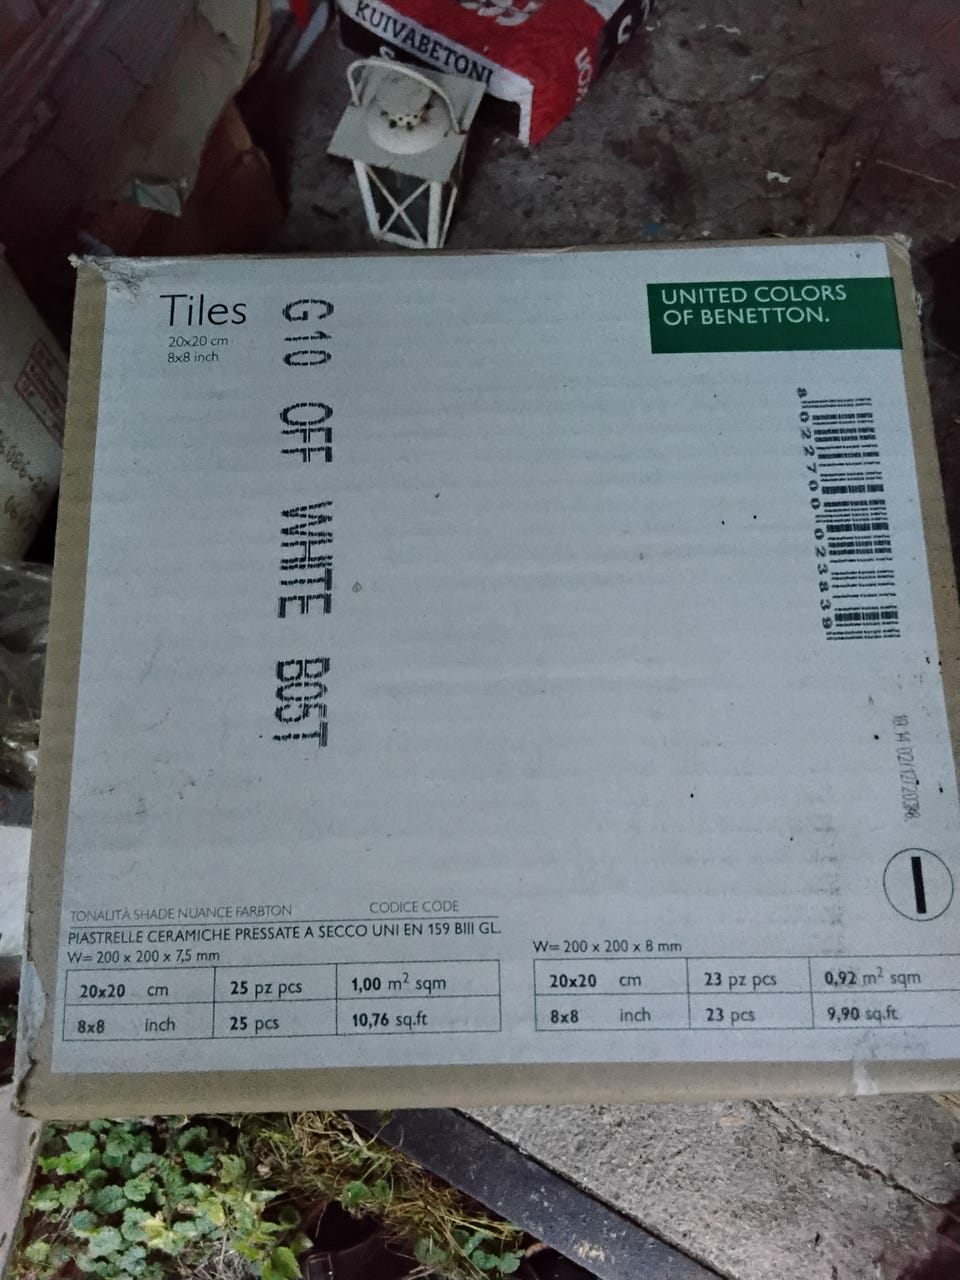 KUIVABETONI
Tiles
20x20 cm
8x8 inch
G10 OFF WHITE B05T
UNITED COLORS
OF BENETTON.
8022700023839
TONALITÀ SHADE NUANCE FARBTON CODICE CODE
PIASTRELLE CERAMICHE PRESSATE A SECCO UNI EN 159 BIII GL.
W= 200 x 200 x 7,5 mm
20x20 cm 25 pz pcs 1,00 m² sqm
8x8 inch 25 pcs 10,76 sq.ft
W= 200 x 200 x 8 mm
20x20 cm 23 pz pcs 0,92 m² sqm
8x8 inch 23 pcs 9,90 sq.ft